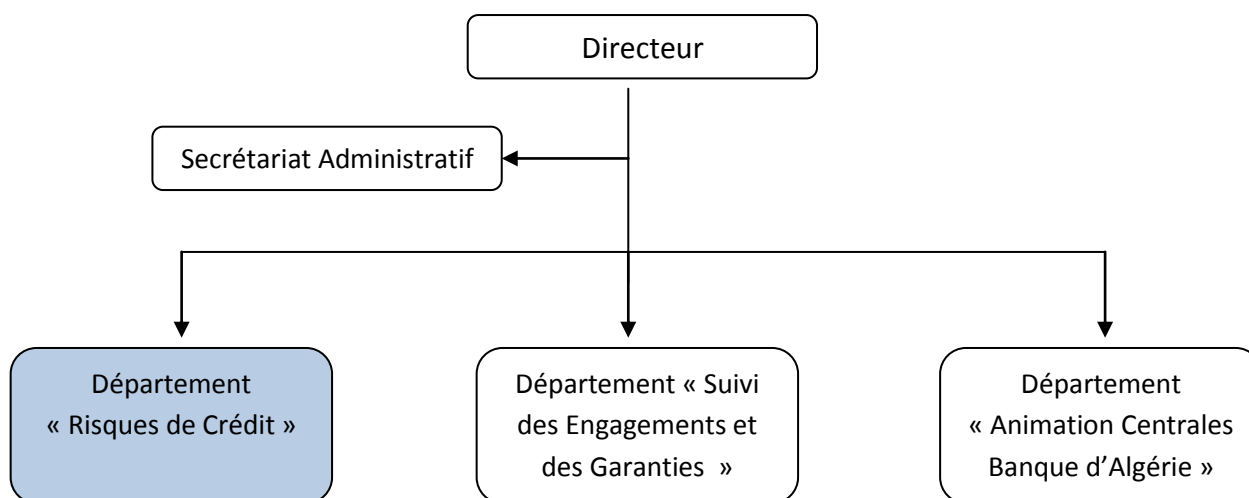 Directeur
Secrétariat Administratif
Département
« Risques de Crédit »
Département « Suivi
des Engagements et
des Garanties  »
Département
« Animation Centrales
Banque d’Algérie »